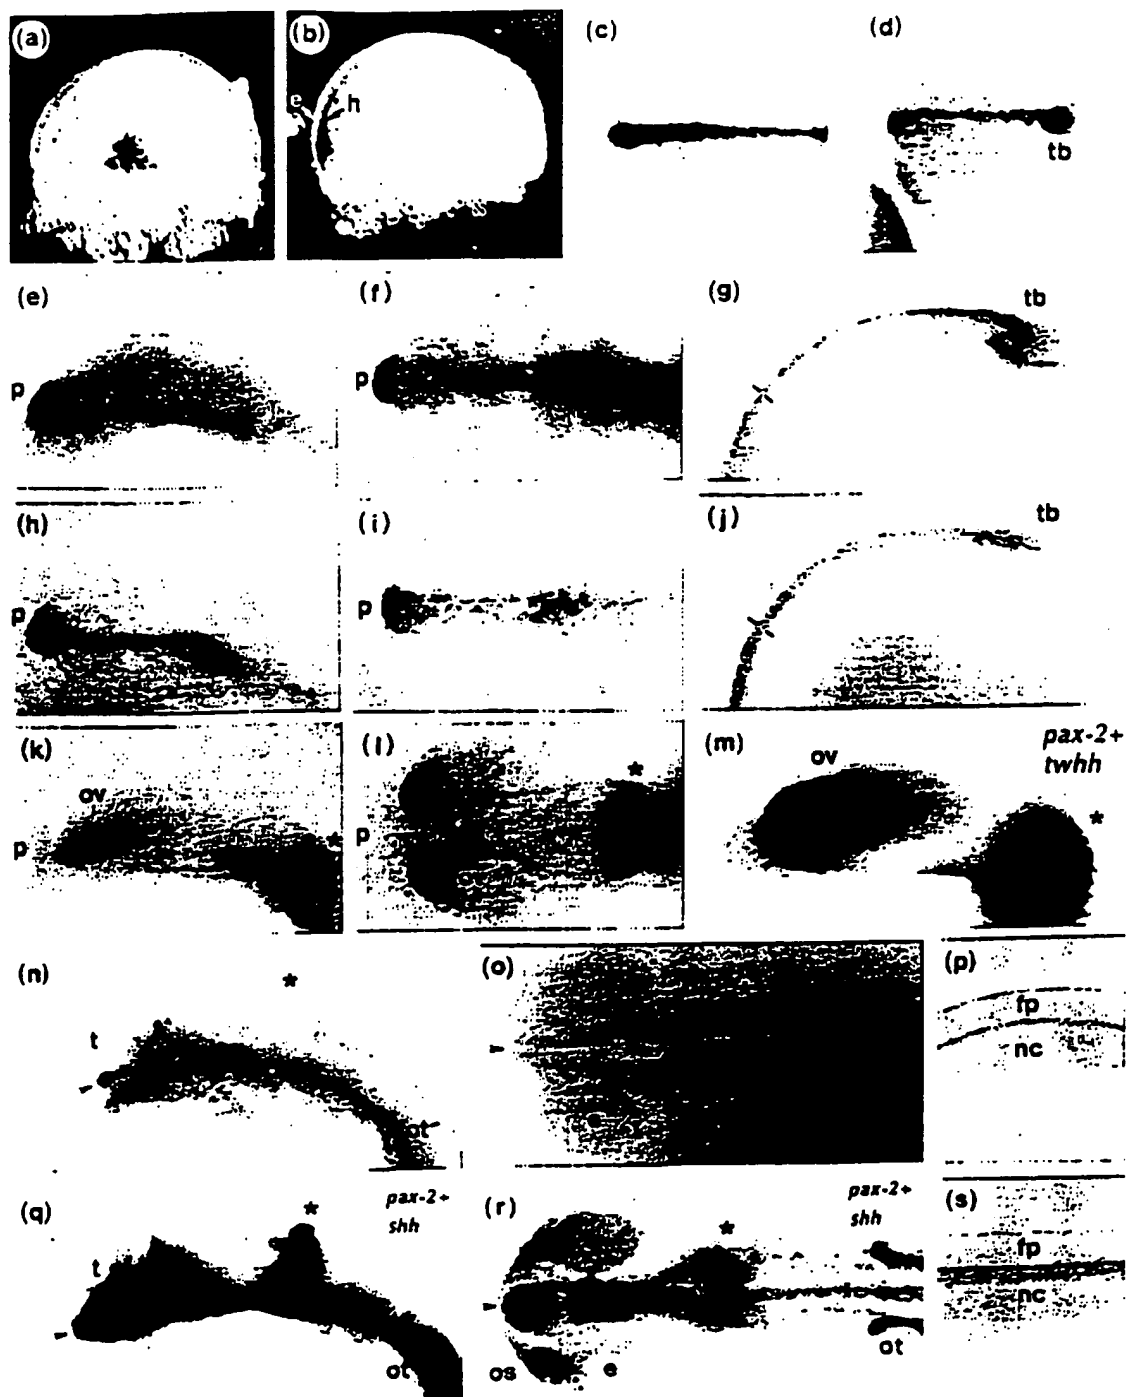 (a)
(b)
e
h
(c)
(d)
tb
(e)
p
(f)
p
(g)
tb
(h)
p
(i)
p
(j)
tb
(k)
ov
p
*
(l)
p
*
(m)
ov
pax-2+
twhh
*
(n)
t
*
ot
(o)
(p)
fp
nc
(q)
t
*
pax-2+
shh
ot
(r)
*
pax-2+
shh
os
e
ot
(s)
fp
nc